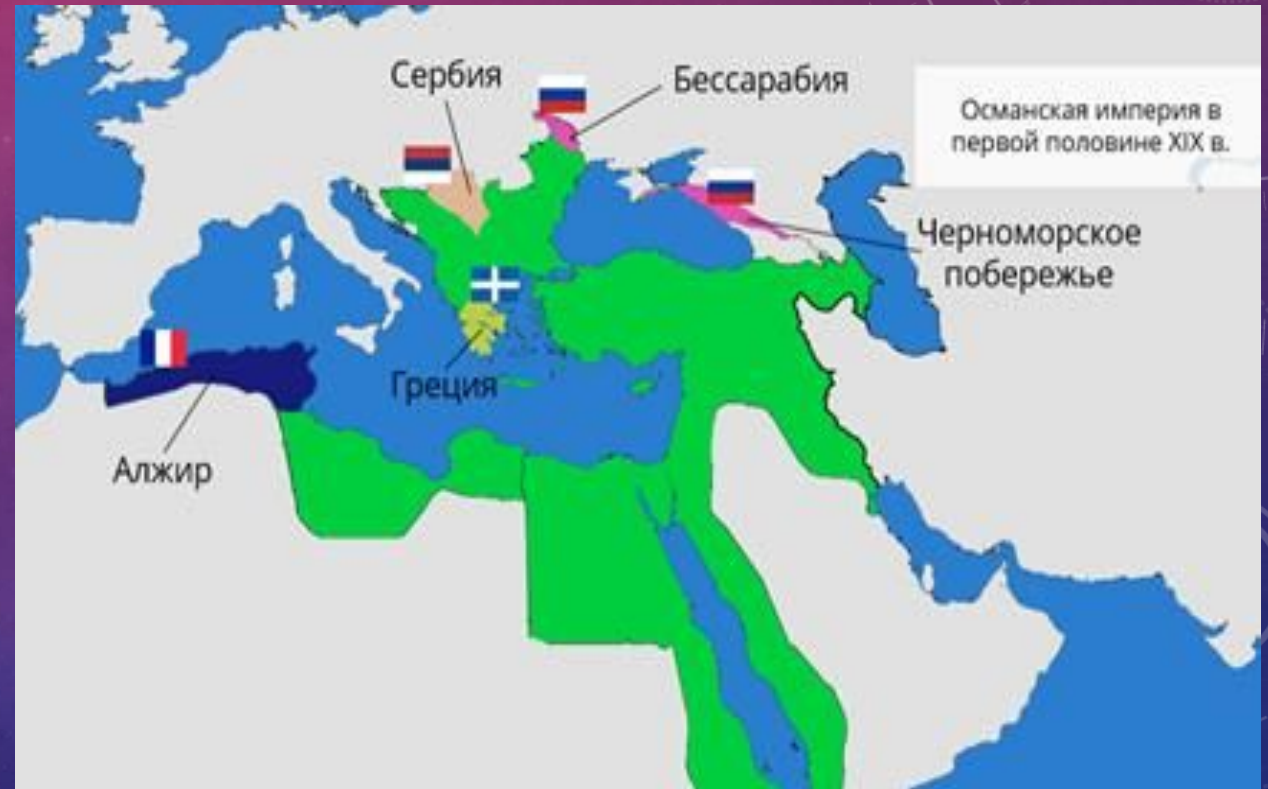 Сербия
Бессарабия
Османская империя в
первой половине XIX в.
Черноморское
побережье
Греция
Алжир